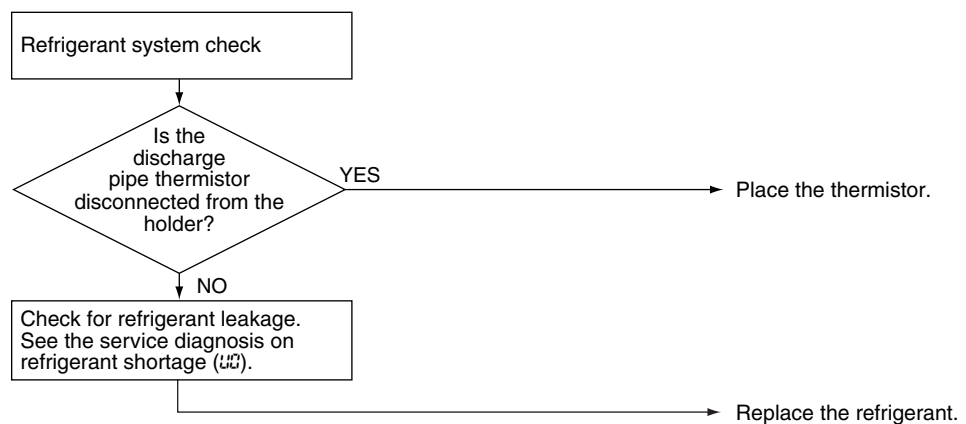 Refrigerant system check
Is the
discharge
pipe thermistor
disconnected from the
holder?
YES
Place the thermistor.
NO
Check for refrigerant leakage.
See the service diagnosis on
refrigerant shortage (U0).
Replace the refrigerant.